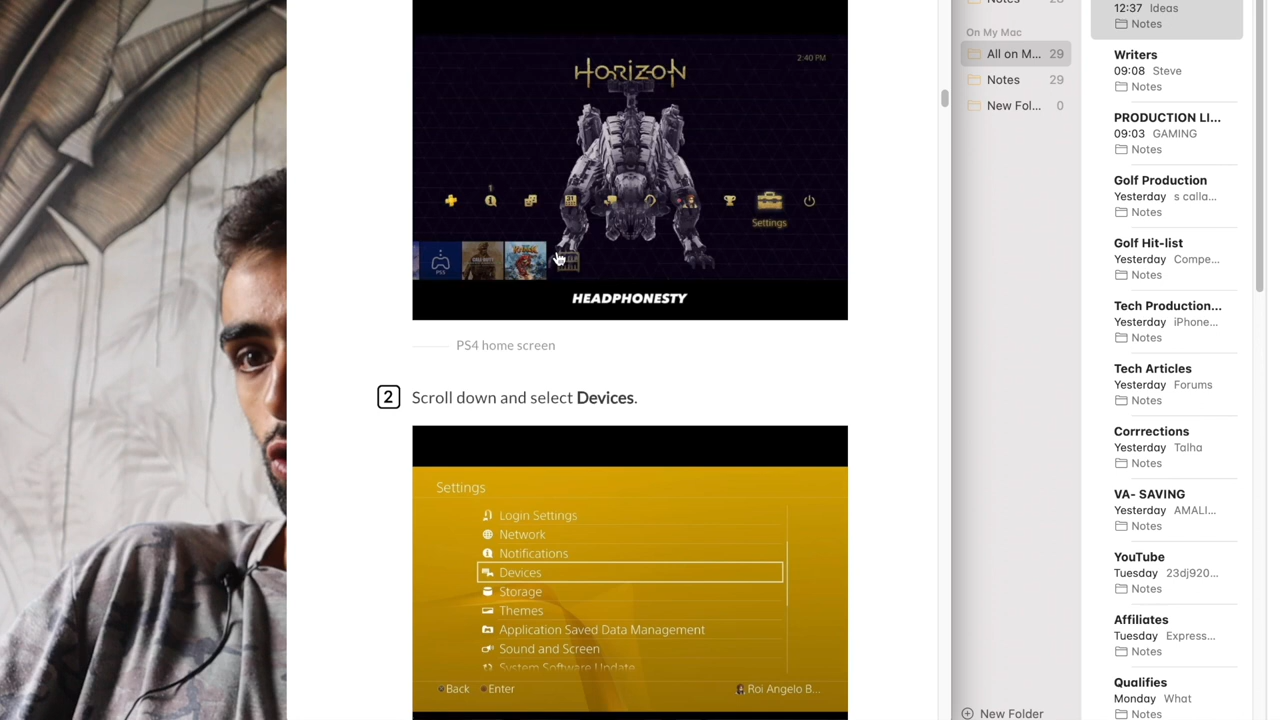 HORIZON
2:40 PM
Settings
PS5
HEADPHONESTY
PS4 home screen
2 Scroll down and select Devices.
Settings
Login Settings
Network
Notifications
Devices
Storage
Themes
Application Saved Data Management
Sound and Screen
System Software Update
Back Enter Roi Angelo B...
Notes
On My Mac
All on M... 29
Notes 29
New Fol... 0
New Folder
12:37 Ideas
Notes
Writers
09:08 Steve
Notes
PRODUCTION LI...
09:03 GAMING
Notes
Golf Production
Yesterday s calla...
Notes
Golf Hit-list
Yesterday Compe...
Notes
Tech Production...
Yesterday iPhone...
Notes
Tech Articles
Yesterday Forums
Notes
Corrrections
Yesterday Talha
Notes
VA- SAVING
Yesterday AMALI...
Notes
YouTube
Tuesday 23dj920...
Notes
Affiliates
Tuesday Express...
Notes
Qualifies
Monday What
Notes